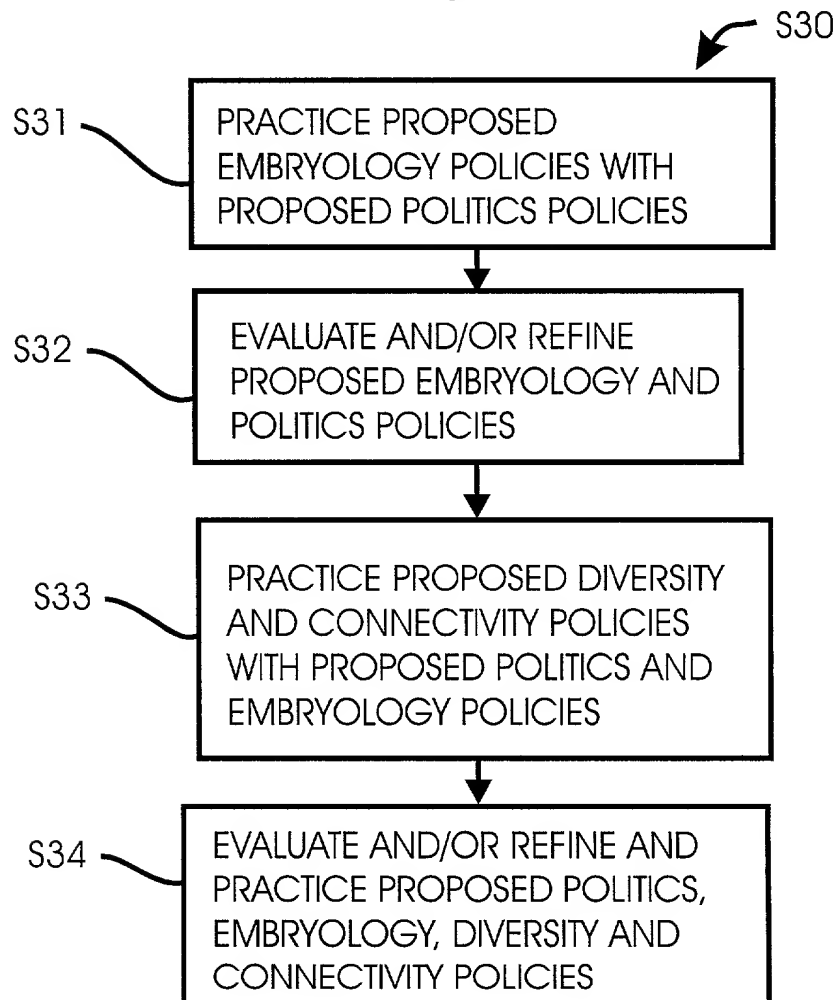 S30
S31
PRACTICE PROPOSED
EMBRYOLOGY POLICIES WITH
PROPOSED POLITICS POLICIES
S32
EVALUATE AND/OR REFINE
PROPOSED EMBRYOLOGY AND
POLITICS POLICIES
S33
PRACTICE PROPOSED DIVERSITY
AND CONNECTIVITY POLICIES
WITH PROPOSED POLITICS AND
EMBRYOLOGY POLICIES
S34
EVALUATE AND/OR REFINE AND
PRACTICE PROPOSED POLITICS,
EMBRYOLOGY, DIVERSITY AND
CONNECTIVITY POLICIES